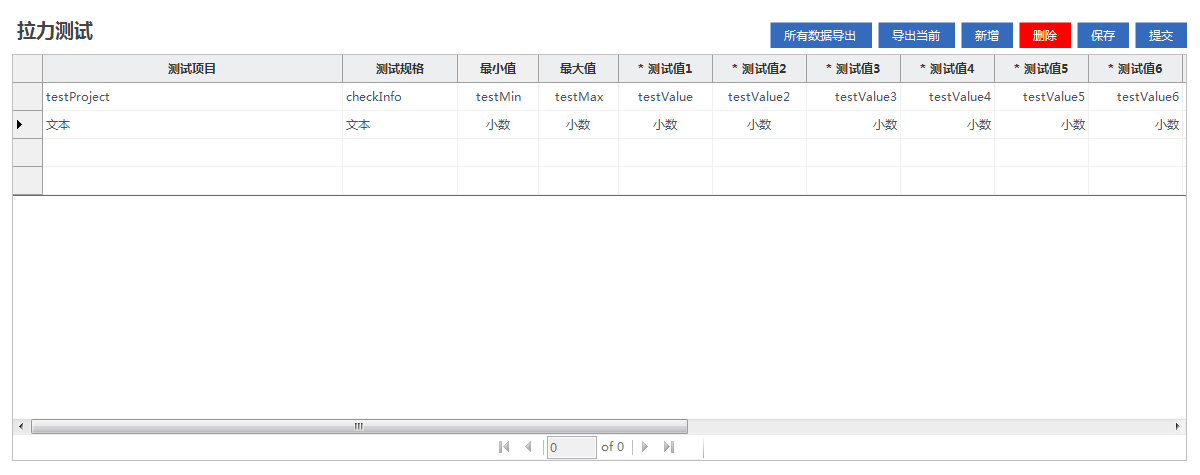 拉力测试
所有数据导出 导出当前 新增 删除 保存 提交
测试项目 测试规格 最小值 最大值 * 测试值1 * 测试值2 * 测试值3 * 测试值4 * 测试值5 * 测试值6
testProject checkInfo testMin testMax testValue testValue2 testValue3 testValue4 testValue5 testValue6
文本 文本 小数 小数 小数 小数 小数 小数 小数 小数
0 of 0